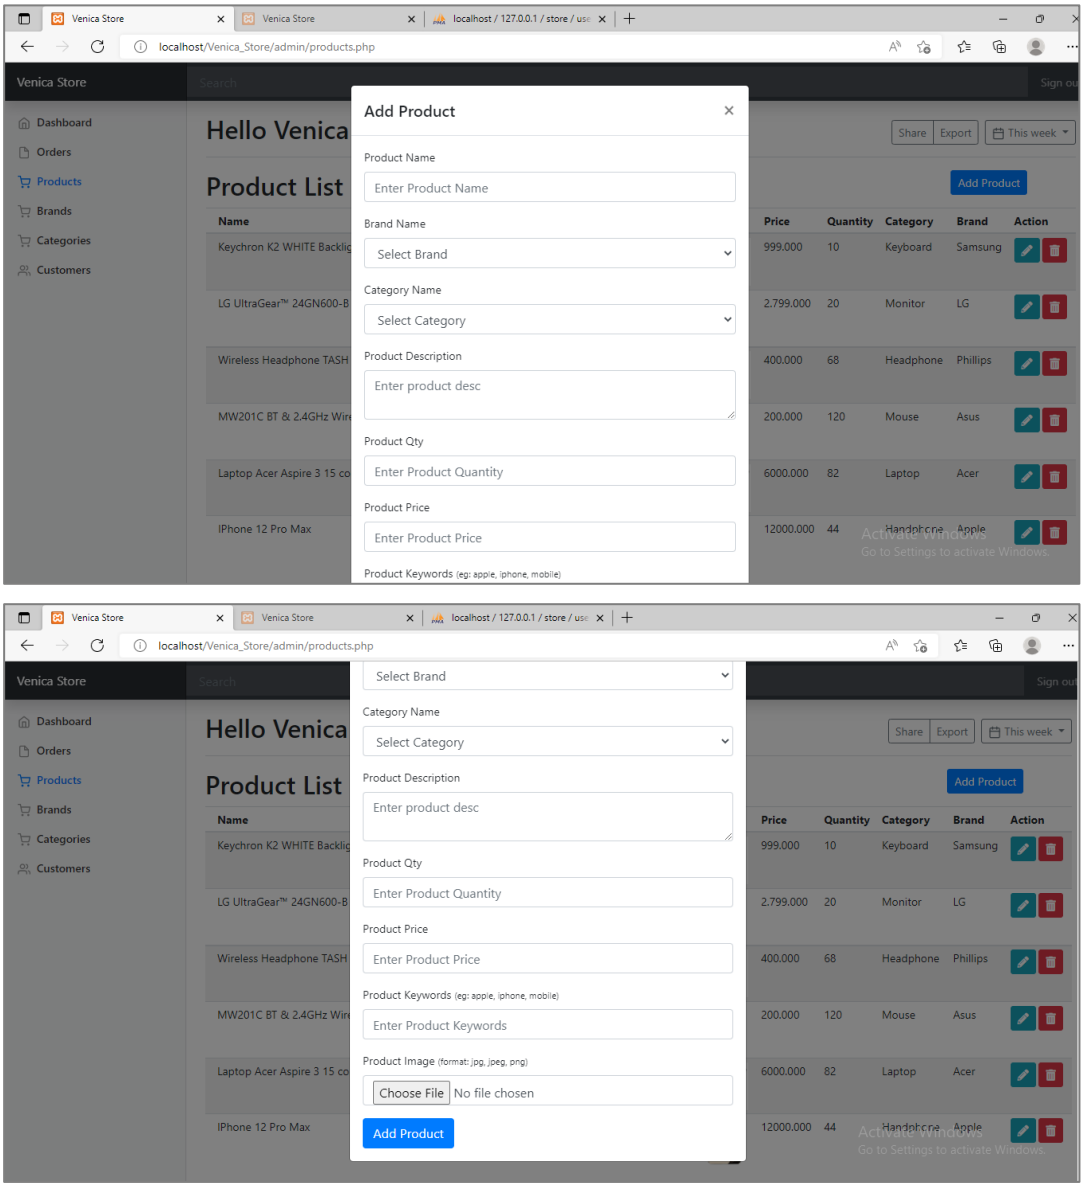 Venica Store
Venica Store
localhost / 127.0.0.1 / store / use
localhost/Venica_Store/admin/products.php
Venica Store
Search
Sign ou
Dashboard
Orders
Products
Brands
Categories
Customers
Hello Venica
Share
Export
This week
Product List
Add Product
Name
Price
Quantity
Category
Brand
Action
Keychron K2 WHITE Backlig
999.000
10
Keyboard
Samsung
LG UltraGear™ 24GN600-B
2.799.000
20
Monitor
LG
Wireless Headphone TASH
400.000
68
Headphone
Phillips
MW201C BT & 2.4GHz Wire
200.000
120
Mouse
Asus
Laptop Acer Aspire 3 15 co
6000.000
82
Laptop
Acer
IPhone 12 Pro Max
12000.000
44
Handphone
Apple
Activate Windows
Go to Settings to activate Windows.
Add Product
×
Product Name
Enter Product Name
Brand Name
Select Brand
Category Name
Select Category
Product Description
Enter product desc
Product Qty
Enter Product Quantity
Product Price
Enter Product Price
Product Keywords (eg: apple, iphone, mobile)
Venica Store
Venica Store
localhost / 127.0.0.1 / store / use
localhost/Venica_Store/admin/products.php
Venica Store
Search
Sign out
Dashboard
Orders
Products
Brands
Categories
Customers
Hello Venica
Share
Export
This week
Product List
Add Product
Name
Price
Quantity
Category
Brand
Action
Keychron K2 WHITE Backlig
999.000
10
Keyboard
Samsung
LG UltraGear™ 24GN600-B
2.799.000
20
Monitor
LG
Wireless Headphone TASH
400.000
68
Headphone
Phillips
MW201C BT & 2.4GHz Wire
200.000
120
Mouse
Asus
Laptop Acer Aspire 3 15 co
6000.000
82
Laptop
Acer
IPhone 12 Pro Max
12000.000
44
Handphone
Apple
Activate Windows
Go to Settings to activate Windows.
Select Brand
Category Name
Select Category
Product Description
Enter product desc
Product Qty
Enter Product Quantity
Product Price
Enter Product Price
Product Keywords (eg: apple, iphone, mobile)
Enter Product Keywords
Product Image (format: jpg, jpeg, png)
Choose File No file chosen
Add Product